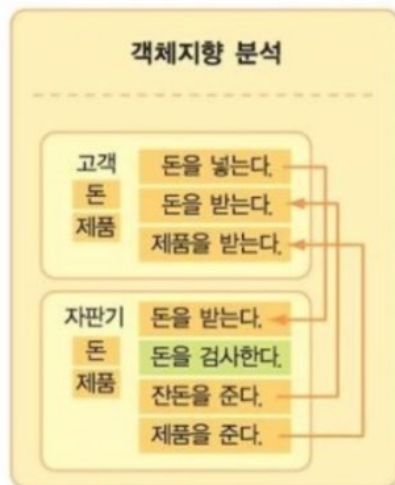 객체지향 분석
고객 돈을 넣는다.
돈 돈을 받는다.
제품 제품을 받는다.
자판기 돈을 받는다.
돈 돈을 검사한다.
제품 잔돈을 준다.
제품을 준다.